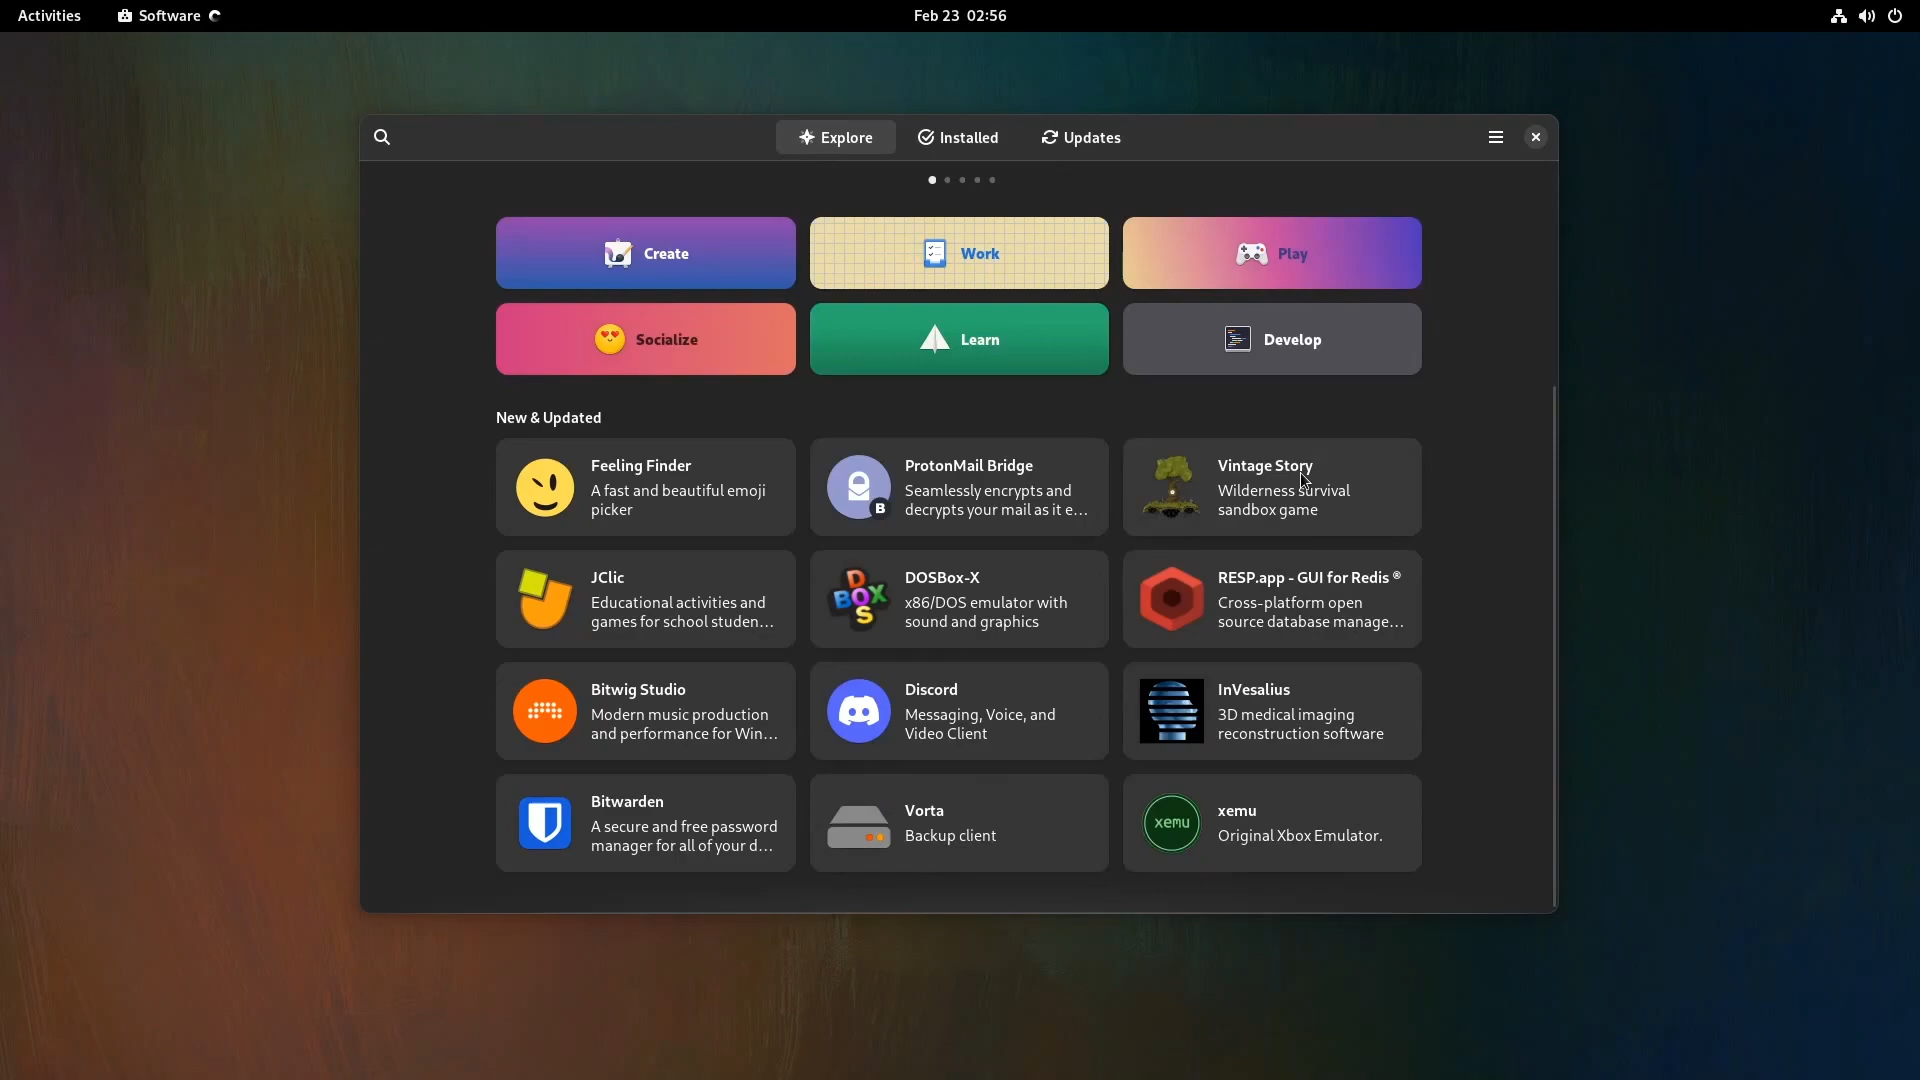 Activities
Software
Feb 23 02:56
Explore
Installed
Updates
Create
Work
Play
Socialize
Learn
Develop
New & Updated
Feeling Finder
A fast and beautiful emoji
picker
ProtonMail Bridge
Seamlessly encrypts and
decrypts your mail as it e...
B
Vintage Story
Wilderness survival
sandbox game
JClic
Educational activities and
games for school studen...
D
BOX
S
DOSBox-X
x86/DOS emulator with
sound and graphics
RESP.app - GUI for Redis ®
Cross-platform open
source database manage...
Bitwig Studio
Modern music production
and performance for Win...
Discord
Messaging, Voice, and
Video Client
InVesalius
3D medical imaging
reconstruction software
Bitwarden
A secure and free password
manager for all of your d...
Vorta
Backup client
xemu
xemu
Original Xbox Emulator.